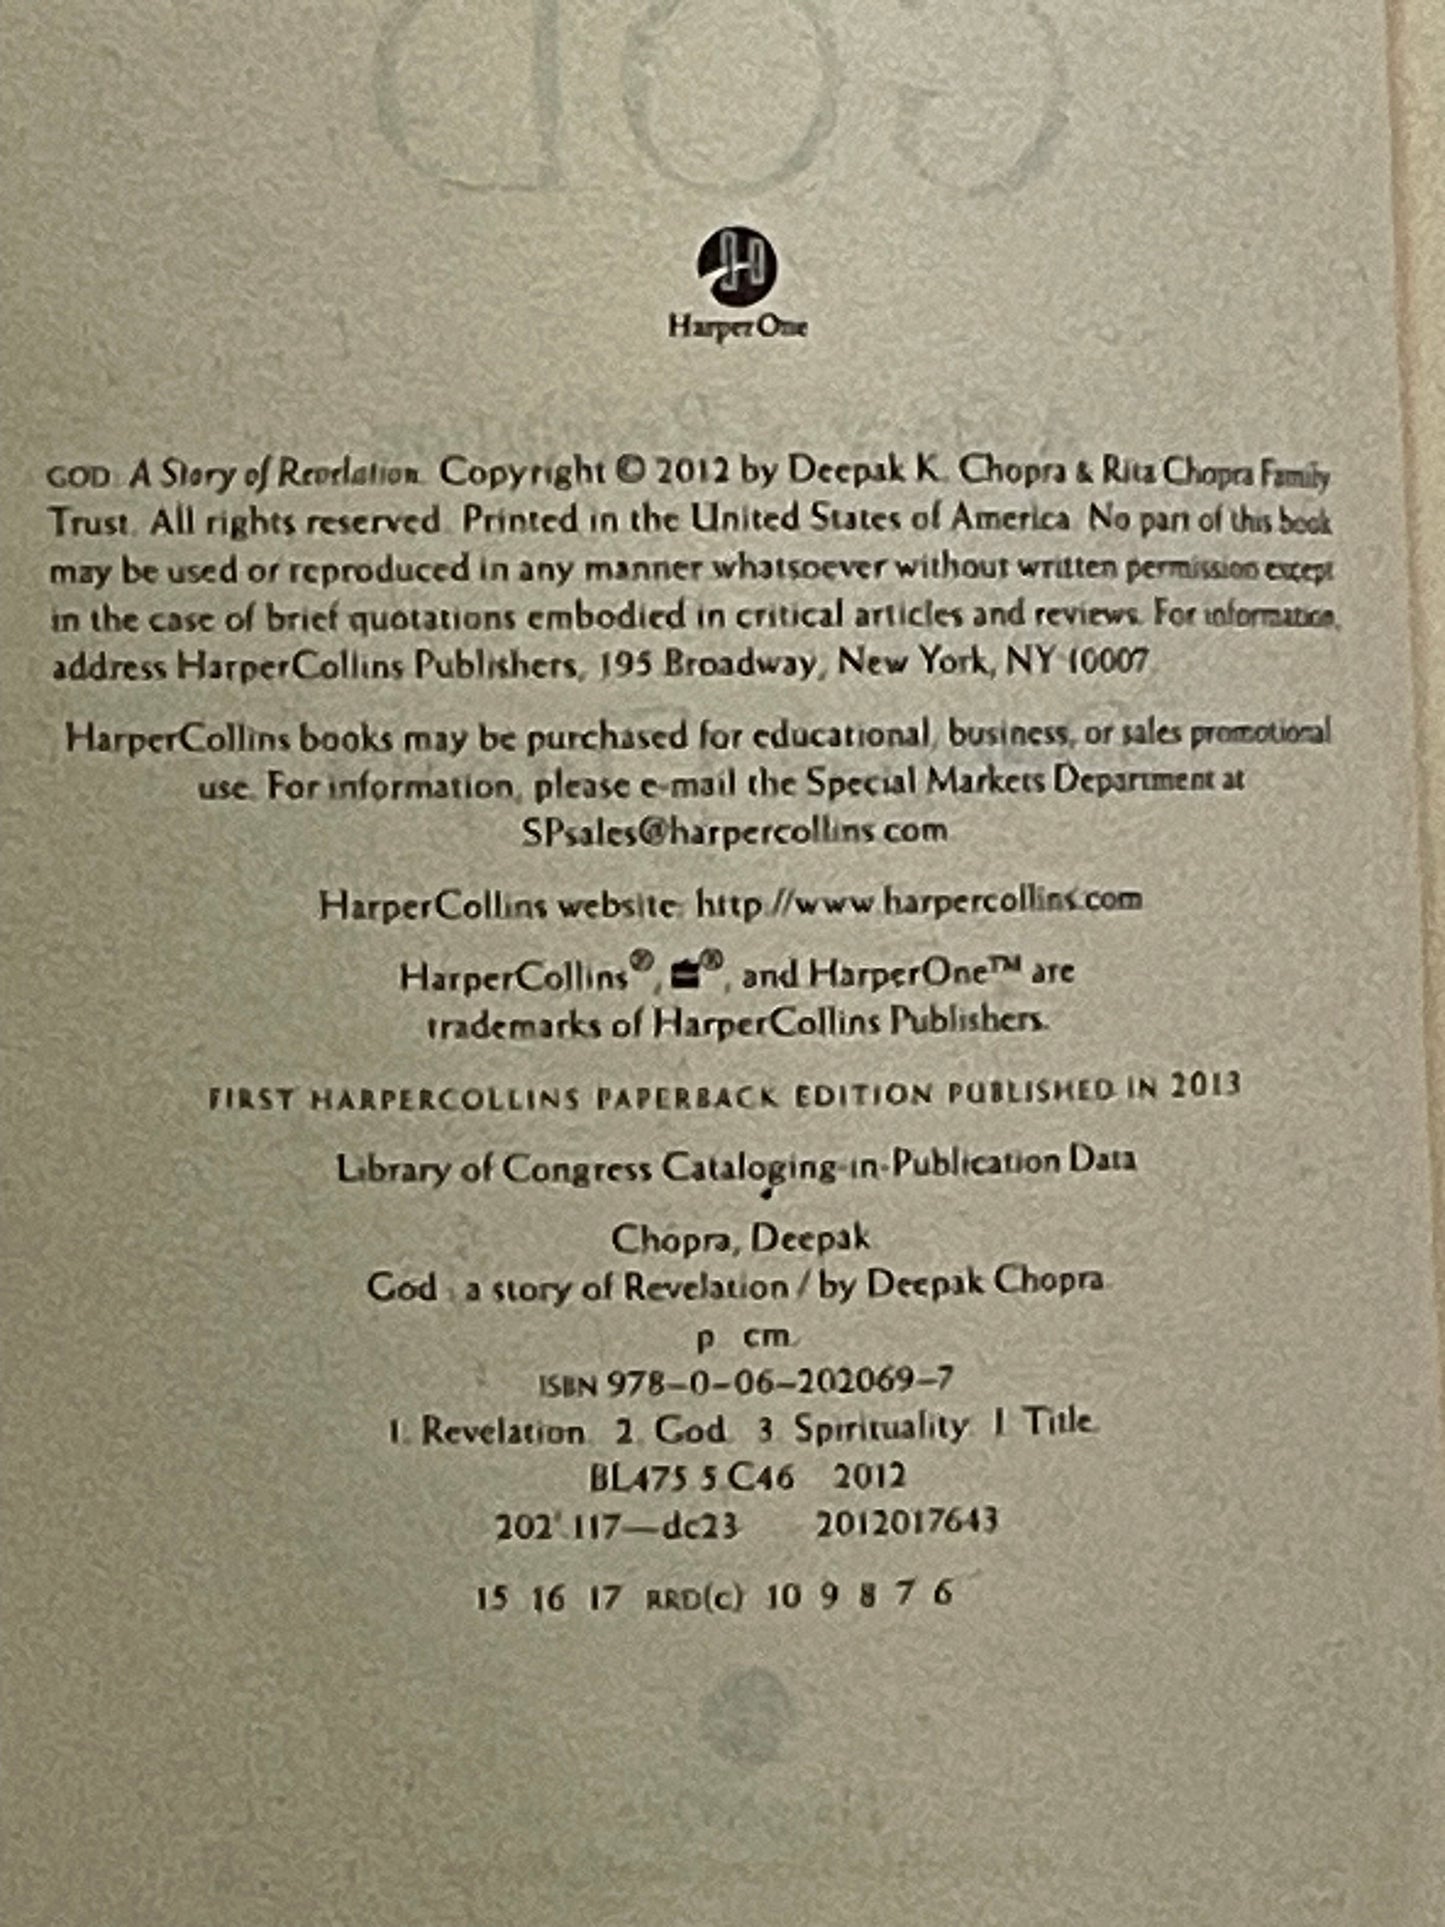 HarperOne
GOD: A Story of Revelation. Copyright © 2012 by Deepak K. Chopra & Rita Chopra Family
Trust. All rights reserved. Printed in the United States of America. No part of this book
may be used or reproduced in any manner whatsoever without written permission except
in the case of brief quotations embodied in critical articles and reviews. For information,
address HarperCollins Publishers, 195 Broadway, New York, NY 10007.
HarperCollins books may be purchased for educational, business, or sales promotional
use. For information, please e-mail the Special Markets Department at
SPsales@harpercollins.com
HarperCollins website: http://www.harpercollins.com
HarperCollins®, ®, and HarperOne™ are
trademarks of HarperCollins Publishers.
FIRST HARPERCOLLINS PAPERBACK EDITION PUBLISHED IN 2013
Library of Congress Cataloging-in-Publication Data
Chopra, Deepak
God : a story of Revelation / by Deepak Chopra.
p. cm.
ISBN 978–0–06–202069–7
1. Revelation. 2. God. 3. Spirituality. I. Title.
BL475.5.C46 2012
202'.117—dc23 2012017643
15 16 17 RRD(C) 10 9 8 7 6